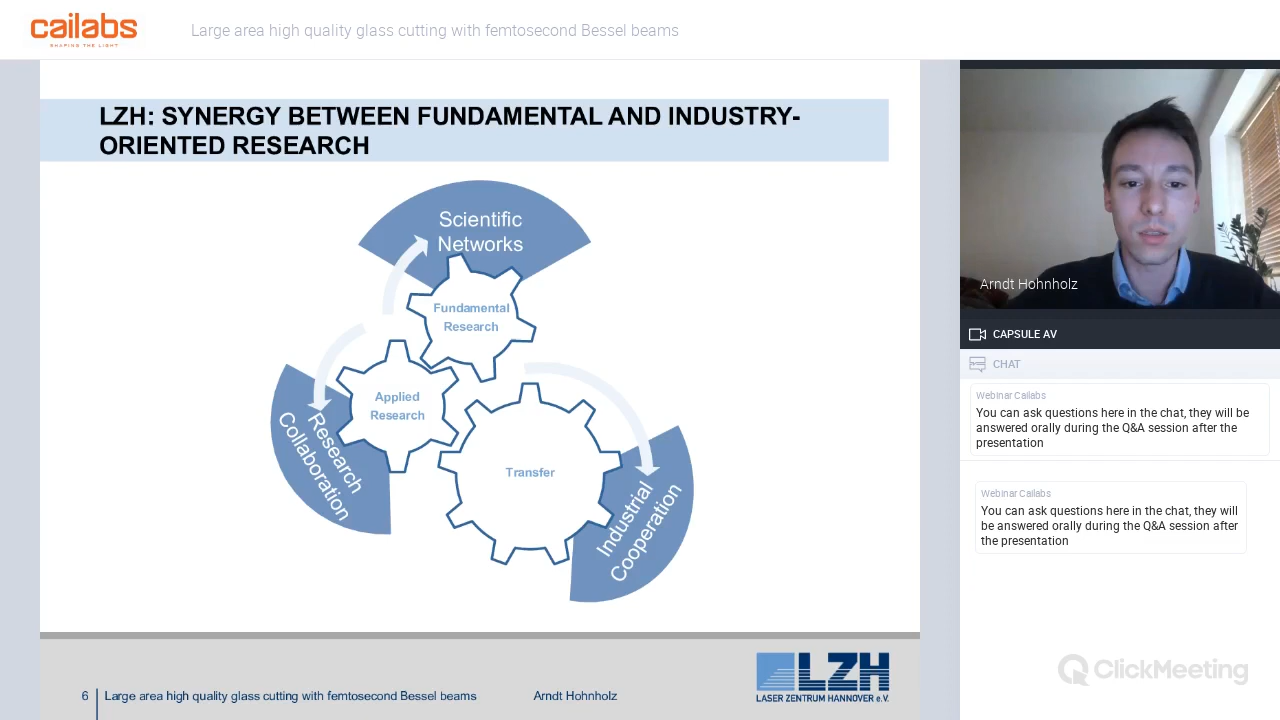 cailabs
SHAPING THE LIGHT
Large area high quality glass cutting with femtosecond Bessel beams
LZH: SYNERGY BETWEEN FUNDAMENTAL AND INDUSTRY-
ORIENTED RESEARCH
Scientific
Networks
Fundamental
Research
Applied
Research
Research
Collaboration
Transfer
Industrial
Cooperation
6
Large area high quality glass cutting with femtosecond Bessel beams
Arndt Hohnholz
LZH
LASER ZENTRUM HANNOVER e.V.
Arndt Hohnholz
CAPSULE AV
CHAT
Webinar Cailabs
You can ask questions here in the chat, they will be
answered orally during the Q&A session after the
presentation
Webinar Cailabs
You can ask questions here in the chat, they will
be answered orally during the Q&A session after
the presentation
ClickMeeting